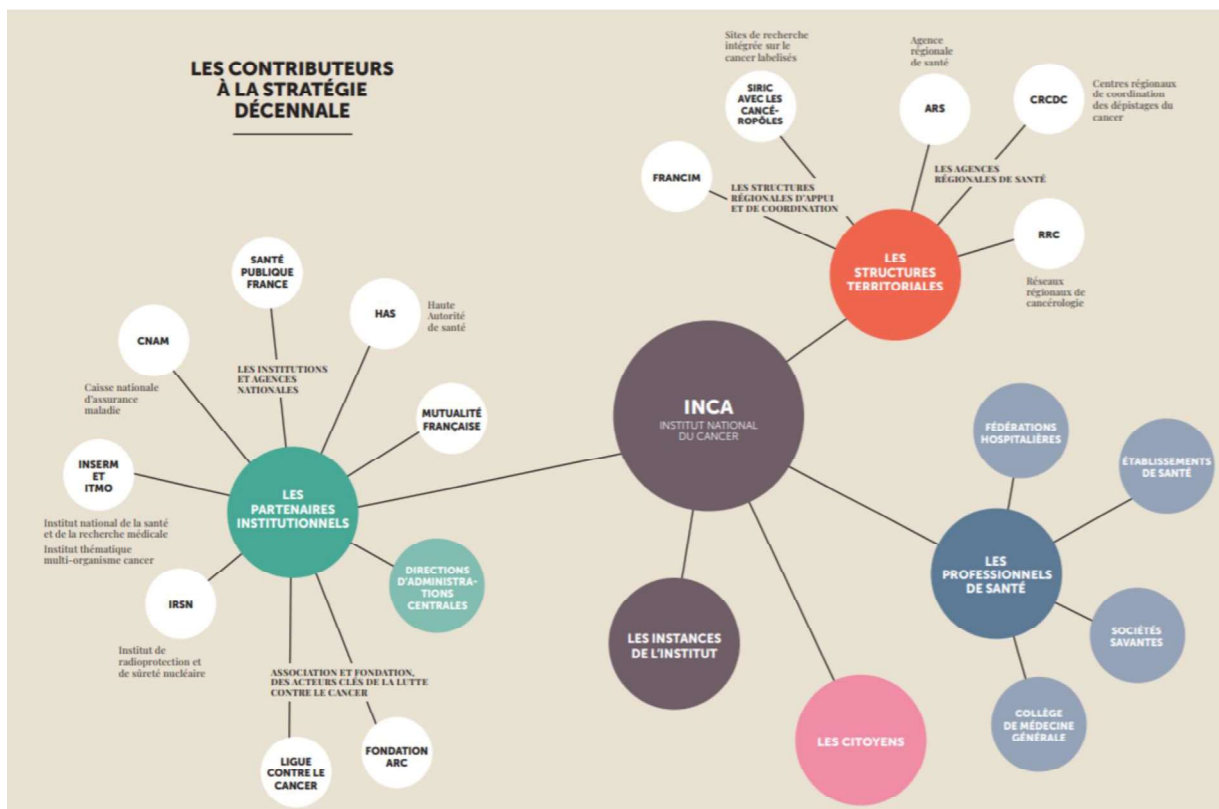 LES CONTRIBUTEURS
À LA STRATÉGIE
DÉCENNALE
Sites de recherche
intégrée sur le
cancer labelisés
SIRIC
AVEC LES
CANCÉ-
ROPÔLES
Agence
régionale
de santé
ARS
CRCDC
Centres régionaux
de coordination
des dépistages du
cancer
FRANCIM
LES STRUCTURES
RÉGIONALES D'APPUI
ET DE COORDINATION
LES AGENCES
RÉGIONALES DE SANTÉ
RRC
Réseaux
régionaux de
cancérologie
LES
STRUCTURES
TERRITORIALES
SANTÉ
PUBLIQUE
FRANCE
HAS
Haute
Autorité
de santé
CNAM
Caisse nationale
d'assurance
maladie
LES INSTITUTIONS
ET AGENCES
NATIONALES
MUTUALITÉ
FRANÇAISE
INSERM
ET
ITMO
Institut national de la santé
et de la recherche médicale
Institut thématique
multi-organisme cancer
LES
PARTENAIRES
INSTITUTIONNELS
DIRECTIONS
D'ADMINISTRA-
TIONS
CENTRALES
IRSN
Institut de
radioprotection et
de sûreté nucléaire
ASSOCIATION ET FONDATION,
DES ACTEURS CLÉS DE LA LUTTE
CONTRE LE CANCER
LIGUE
CONTRE LE
CANCER
FONDATION
ARC
INCA
INSTITUT NATIONAL
DU CANCER
LES INSTANCES
DE L'INSTITUT
LES CITOYENS
FÉDÉRATIONS
HOSPITALIÈRES
ÉTABLISSEMENTS
DE SANTÉ
LES
PROFESSIONNELS
DE SANTÉ
SOCIÉTÉS
SAVANTES
COLLÈGE
DE MÉDECINE
GÉNÉRALE